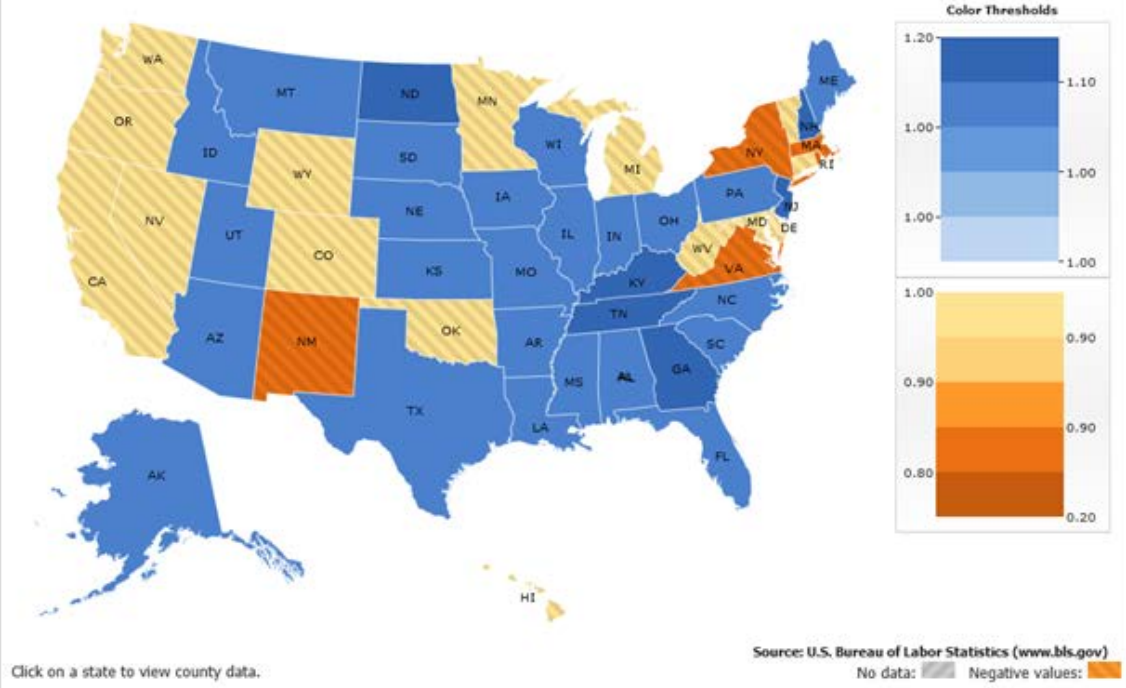 Color Thresholds
1.20
1.10
1.00
1.00
1.00
1.00
1.00
0.90
0.90
0.90
0.80
0.20
WA
MT
ND
MN
ME
OR
ID
SD
WI
NH
WY
MI
NY
MA
RI
NV
UT
NE
IA
PA
NJ
CA
CO
KS
IL
IN
OH
MD
DE
WV
VA
MO
KY
AZ
NM
OK
AR
TN
NC
SC
TX
LA
MS
AL
GA
FL
AK
HI
Source: U.S. Bureau of Labor Statistics (www.bls.gov)
Click on a state to view county data.
No data:
Negative values: